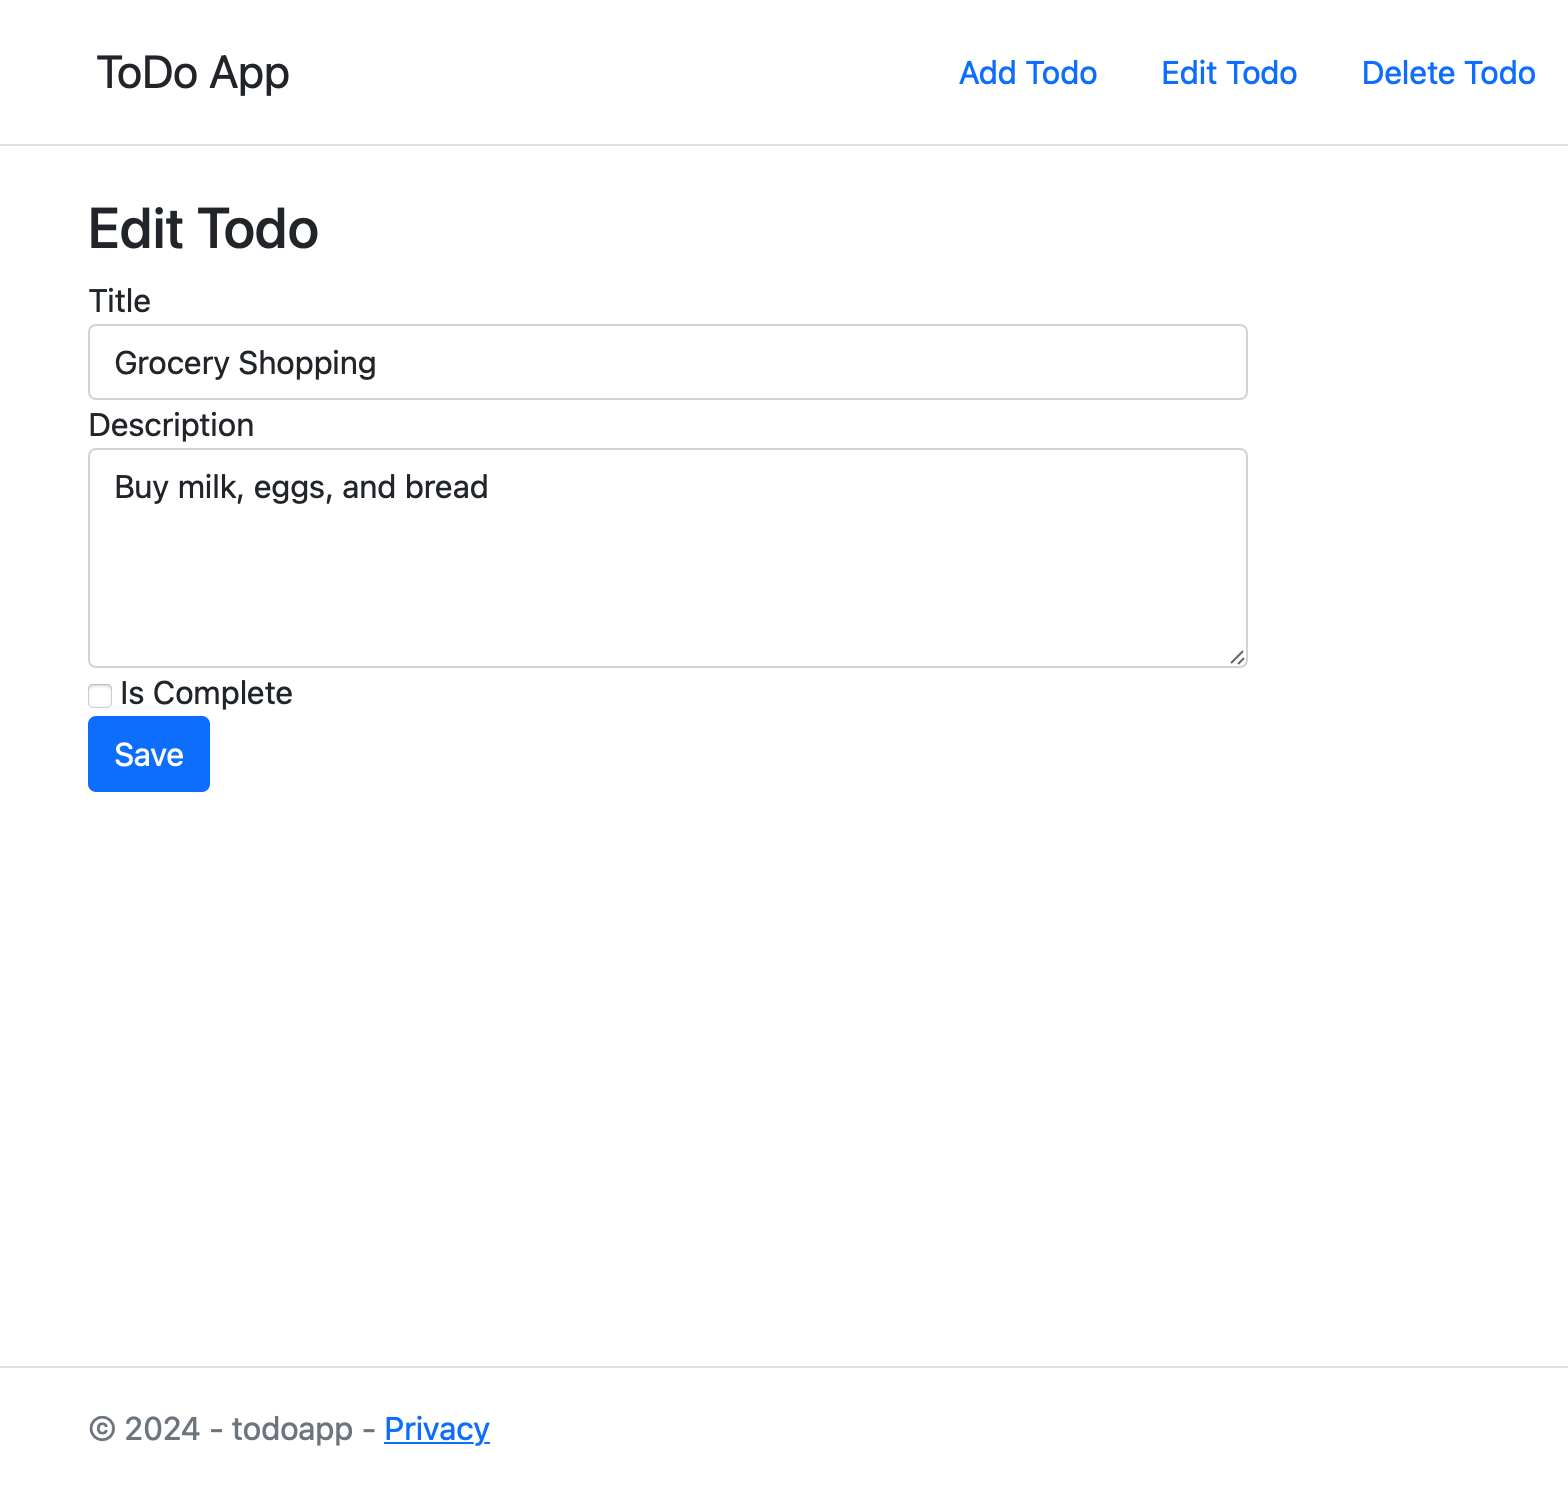 ToDo App Add Todo Edit Todo Delete Todo
Edit Todo
Title
Grocery Shopping
Description
Buy milk, eggs, and bread
Is Complete
Save
© 2024 - todoapp - Privacy